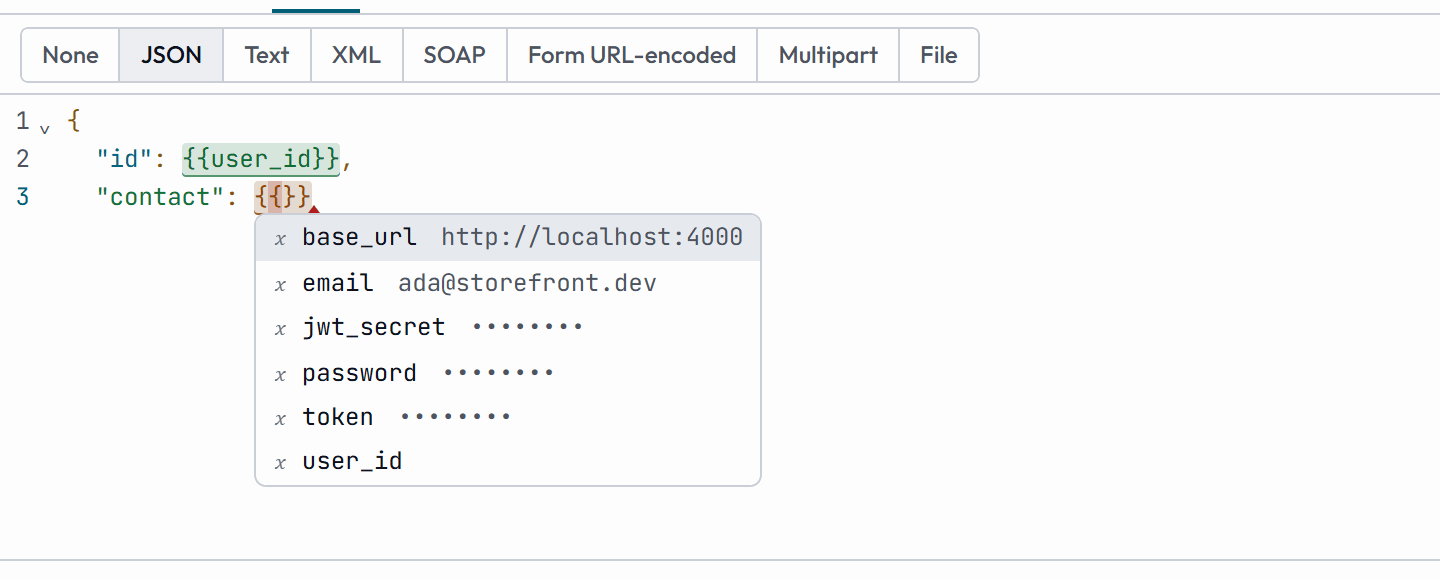 None JSON Text XML SOAP Form URL-encoded Multipart File
1 {
2 "id": {{user_id}},
3 "contact": {{}}
x base_url http://localhost:4000
x email ada@storefront.dev
x jwt_secret ••••••••
x password ••••••••
x token ••••••••
x user_id